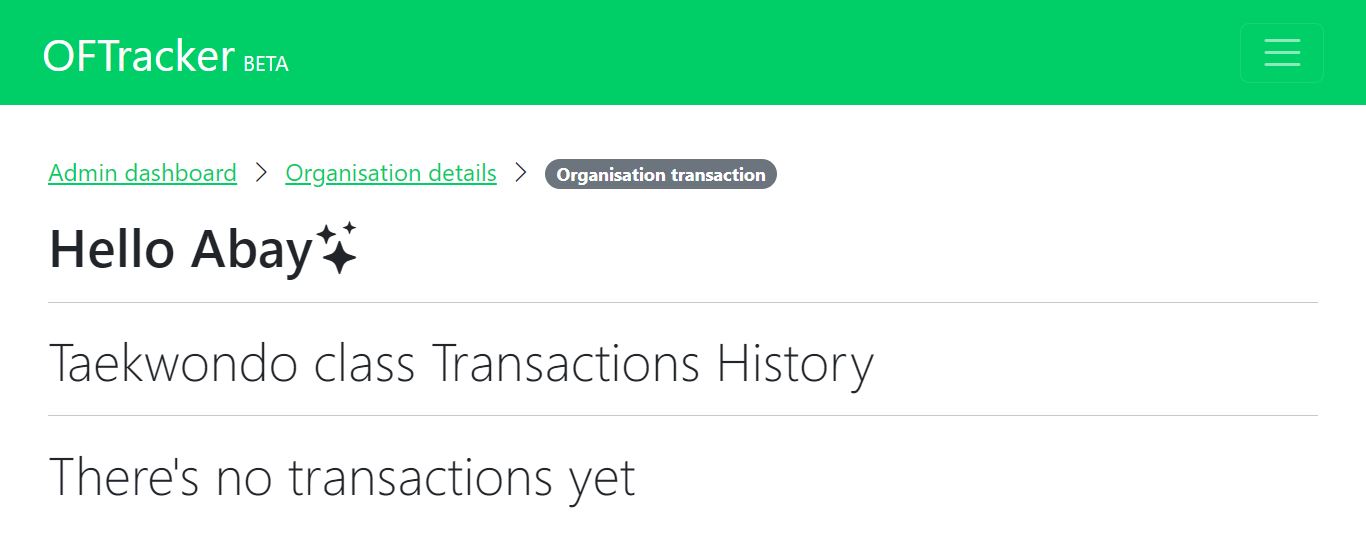 OFTracker BETA
Admin dashboard > Organisation details > Organisation transaction
Hello Abay
Taekwondo class Transactions History
There's no transactions yet